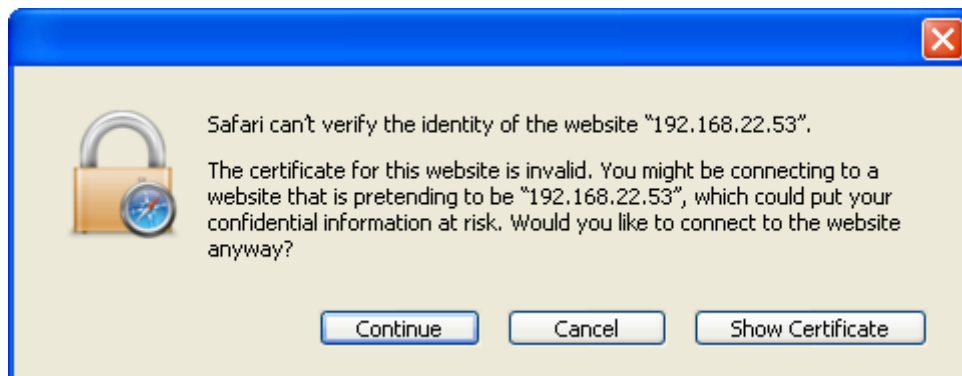 Safari can't verify the identity of the website "192.168.22.53".
The certificate for this website is invalid. You might be connecting to a
website that is pretending to be "192.168.22.53", which could put your
confidential information at risk. Would you like to connect to the website
anyway?
Continue Cancel Show Certificate